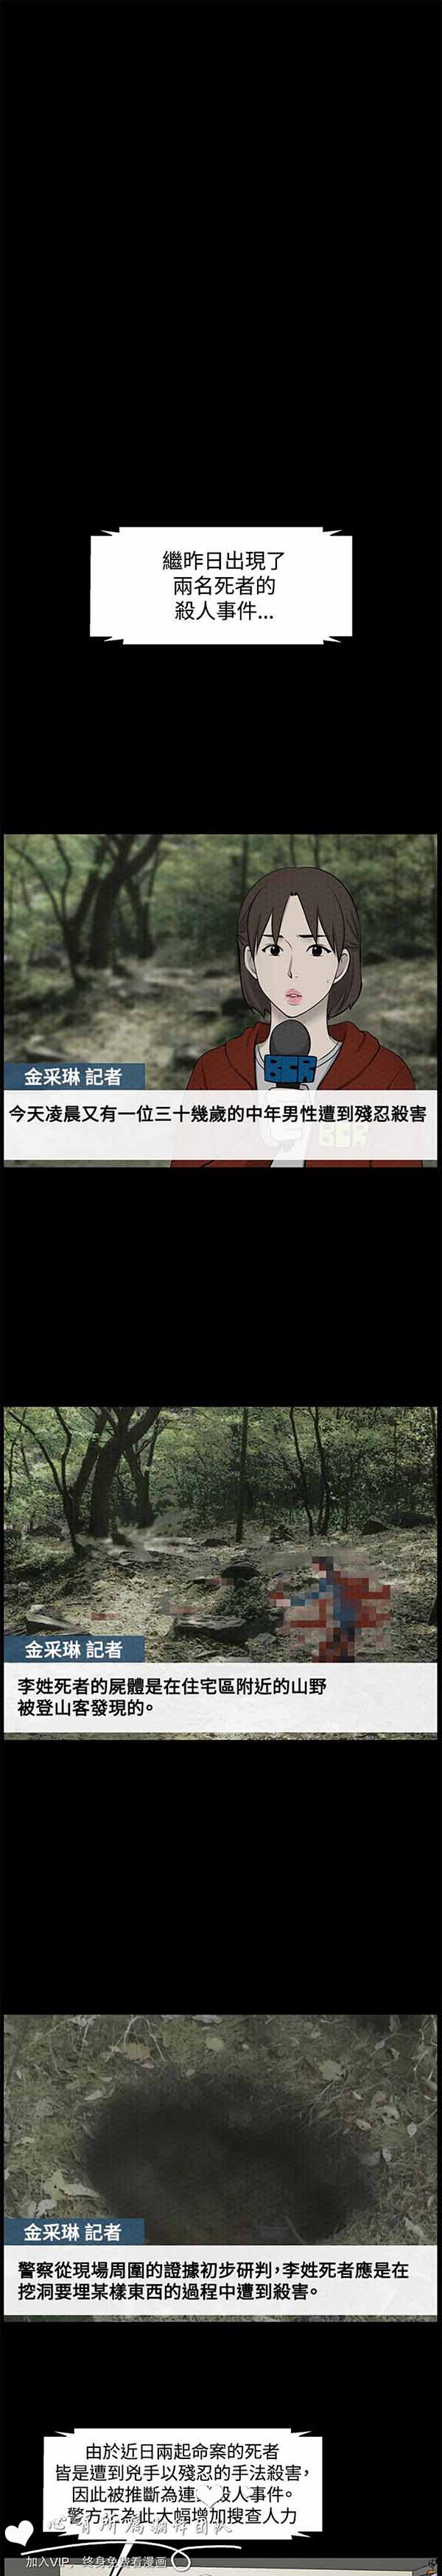 繼昨日出現了
兩名死者的
殺人事件...
BCR
金采琳 記者
今天凌晨又有一位三十幾歲的中年男性遭到殘忍殺害
BCR
金采琳 記者
李姓死者的屍體是在住宅區附近的山野
被登山客發現的。
金采琳 記者
警察從現場周圍的證據初步研判，李姓死者應是在
挖洞要埋某樣東西的過程中遭到殺害。
由於近日兩起命案的死者
皆是遭到兇手以殘忍的手法殺害，
因此被推斷為連殺人事件。
警方正為此大幅增加搜查人力
心有所屬翻译团队
加入VIP，终身免费看漫画